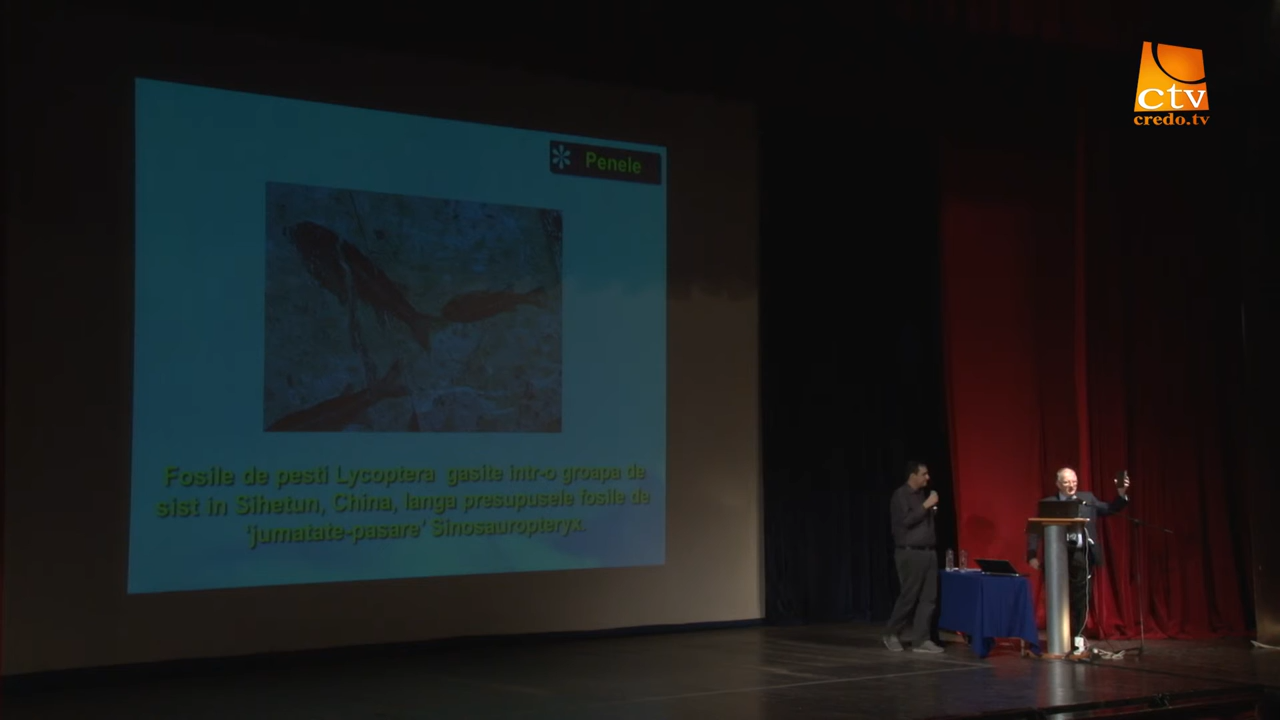 ctv
credo.tv
Penele
Fosile de pesti Lycoptera gasite intr-o groapa de
sist in Sihetun, China, langa presupusele fosile de
‘jumatate-pasare’ Sinosauropteryx.